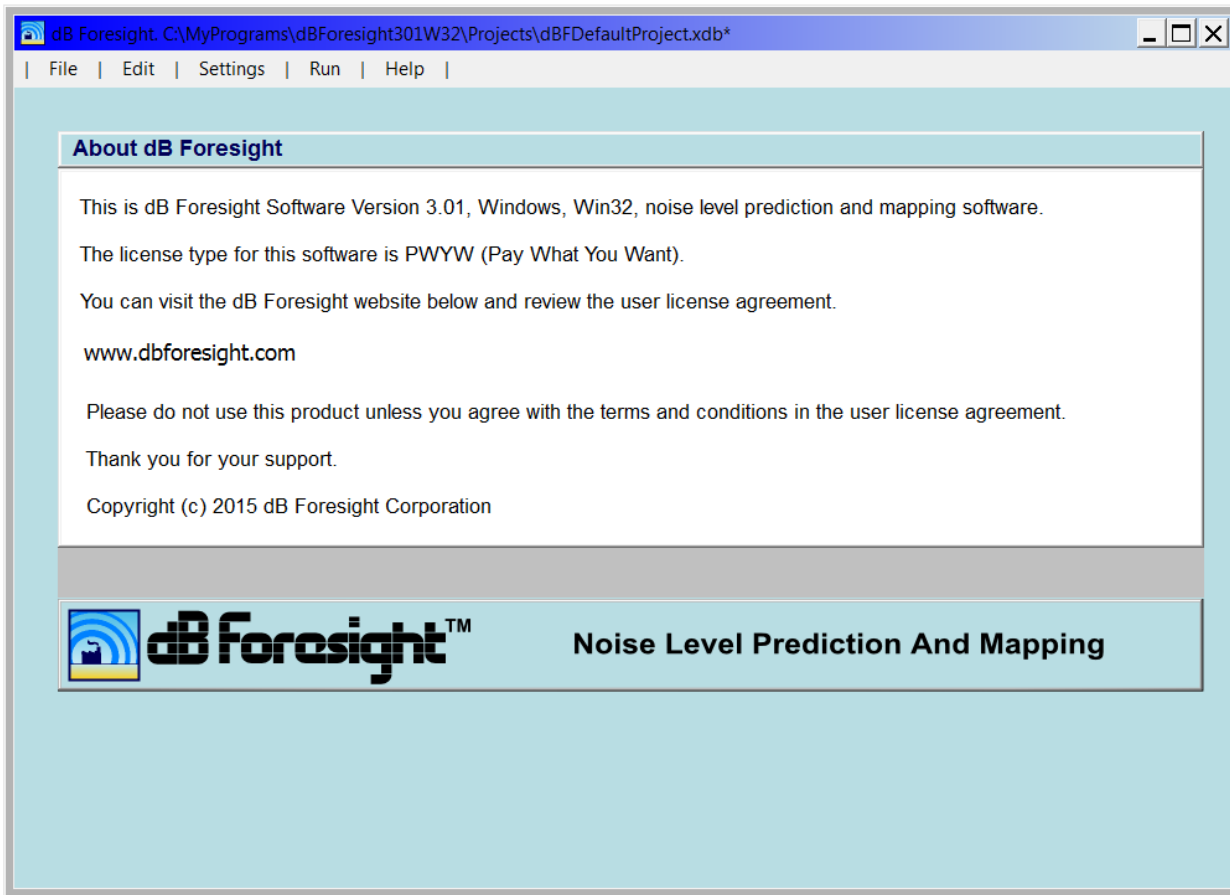 dB Foresight. C:\MyPrograms\dBForesight301W32\Projects\dBFDefaultProject.xdb*
| File | Edit | Settings | Run | Help |
About dB Foresight
This is dB Foresight Software Version 3.01, Windows, Win32, noise level prediction and mapping software.
The license type for this software is PWYW (Pay What You Want).
You can visit the dB Foresight website below and review the user license agreement.
www.dbforesight.com
Please do not use this product unless you agree with the terms and conditions in the user license agreement.
Thank you for your support.
Copyright (c) 2015 dB Foresight Corporation
dB Foresight™ Noise Level Prediction And Mapping